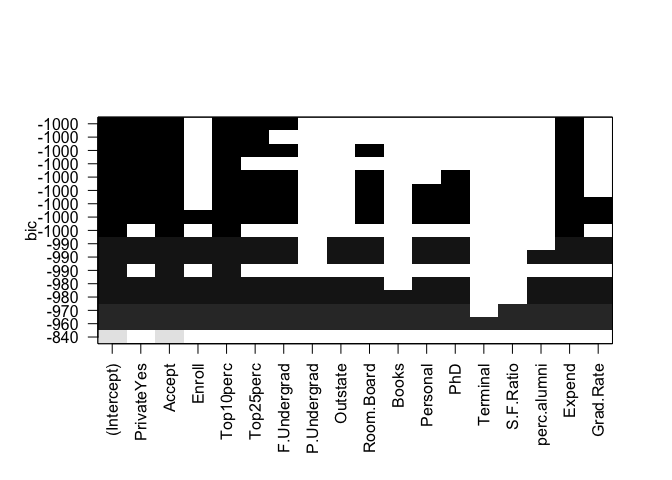 bic
-1000
-1000
-1000
-1000
-1000
-1000
-1000
-1000
-1000
-990
-990
-990
-980
-980
-970
-960
-840
(Intercept)
PrivateYes
Accept
Enroll
Top10perc
Top25perc
F.Undergrad
P.Undergrad
Outstate
Room.Board
Books
Personal
PhD
Terminal
S.F.Ratio
perc.alumni
Expend
Grad.Rate